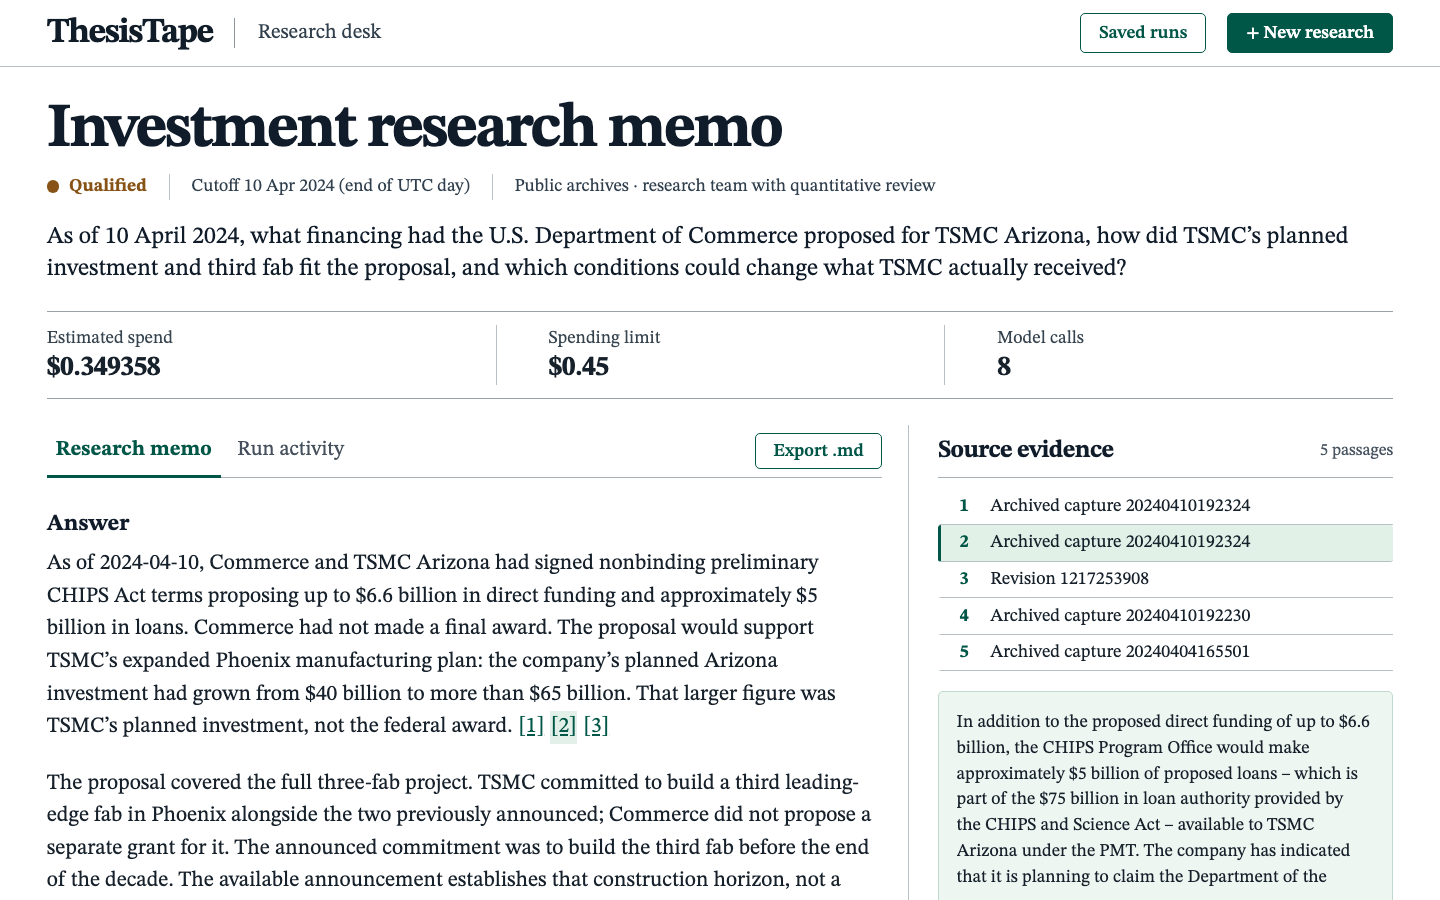 ThesisTape
Research desk
Saved runs
+ New research
Investment research memo
Qualified
Cutoff 10 Apr 2024 (end of UTC day)
Public archives · research team with quantitative review
As of 10 April 2024, what financing had the U.S. Department of Commerce proposed for TSMC Arizona, how did TSMC’s planned
investment and third fab fit the proposal, and which conditions could change what TSMC actually received?
Estimated spend
$0.349358
Spending limit
$0.45
Model calls
8
Research memo
Run activity
Export .md
Answer
As of 2024-04-10, Commerce and TSMC Arizona had signed nonbinding preliminary
CHIPS Act terms proposing up to $6.6 billion in direct funding and approximately $5
billion in loans. Commerce had not made a final award. The proposal would support
TSMC’s expanded Phoenix manufacturing plan: the company’s planned Arizona
investment had grown from $40 billion to more than $65 billion. That larger figure was
TSMC’s planned investment, not the federal award. [1] [2] [3]
The proposal covered the full three-fab project. TSMC committed to build a third leading-
edge fab in Phoenix alongside the two previously announced; Commerce did not propose a
separate grant for it. The announced commitment was to build the third fab before the end
of the decade. The available announcement establishes that construction horizon, not a
Source evidence
5 passages
1 Archived capture 20240410192324
2 Archived capture 20240410192324
3 Revision 1217253908
4 Archived capture 20240410192230
5 Archived capture 20240404165501
In addition to the proposed direct funding of up to $6.6
billion, the CHIPS Program Office would make
approximately $5 billion of proposed loans – which is
part of the $75 billion in loan authority provided by
the CHIPS and Science Act – available to TSMC
Arizona under the PMT. The company has indicated
that it is planning to claim the Department of the